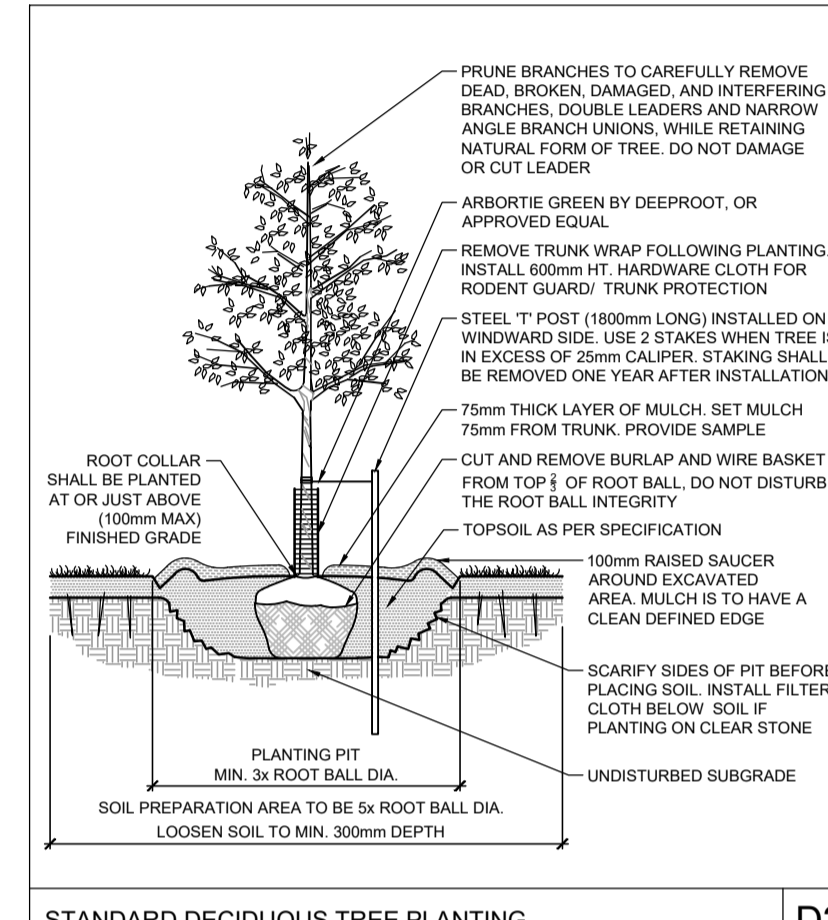 PRUNE BRANCHES TO CAREFULLY REMOVE
DEAD, BROKEN, DAMAGED, AND INTERFERING
BRANCHES, DOUBLE LEADERS AND NARROW
ANGLE BRANCH UNIONS, WHILE RETAINING
NATURAL FORM OF TREE. DO NOT DAMAGE
OR CUT LEADER
ARBORTIE GREEN BY DEEPROOT, OR
APPROVED EQUAL
REMOVE TRUNK WRAP FOLLOWING PLANTING.
INSTALL 600mm HT. HARDWARE CLOTH FOR
RODENT GUARD/ TRUNK PROTECTION
STEEL 'T' POST (1800mm LONG) INSTALLED ON
WINDWARD SIDE. USE 2 STAKES WHEN TREE IS
IN EXCESS OF 25mm CALIPER. STAKING SHALL
BE REMOVED ONE YEAR AFTER INSTALLATION
75mm THICK LAYER OF MULCH. SET MULCH
75mm FROM TRUNK. PROVIDE SAMPLE
ROOT COLLAR
SHALL BE PLANTED
AT OR JUST ABOVE
(100mm MAX)
FINISHED GRADE
CUT AND REMOVE BURLAP AND WIRE BASKET
FROM TOP 2/3 OF ROOT BALL, DO NOT DISTURB
THE ROOT BALL INTEGRITY
TOPSOIL AS PER SPECIFICATION
100mm RAISED SAUCER
AROUND EXCAVATED
AREA. MULCH IS TO HAVE A
CLEAN DEFINED EDGE
SCARIFY SIDES OF PIT BEFORE
PLACING SOIL. INSTALL FILTER
CLOTH BELOW SOIL IF
PLANTING ON CLEAR STONE
UNDISTURBED SUBGRADE
PLANTING PIT
MIN. 3x ROOT BALL DIA.
SOIL PREPARATION AREA TO BE 5x ROOT BALL DIA.
LOOSEN SOIL TO MIN. 300mm DEPTH
STANDARD DECIDUOUS TREE PLANTING